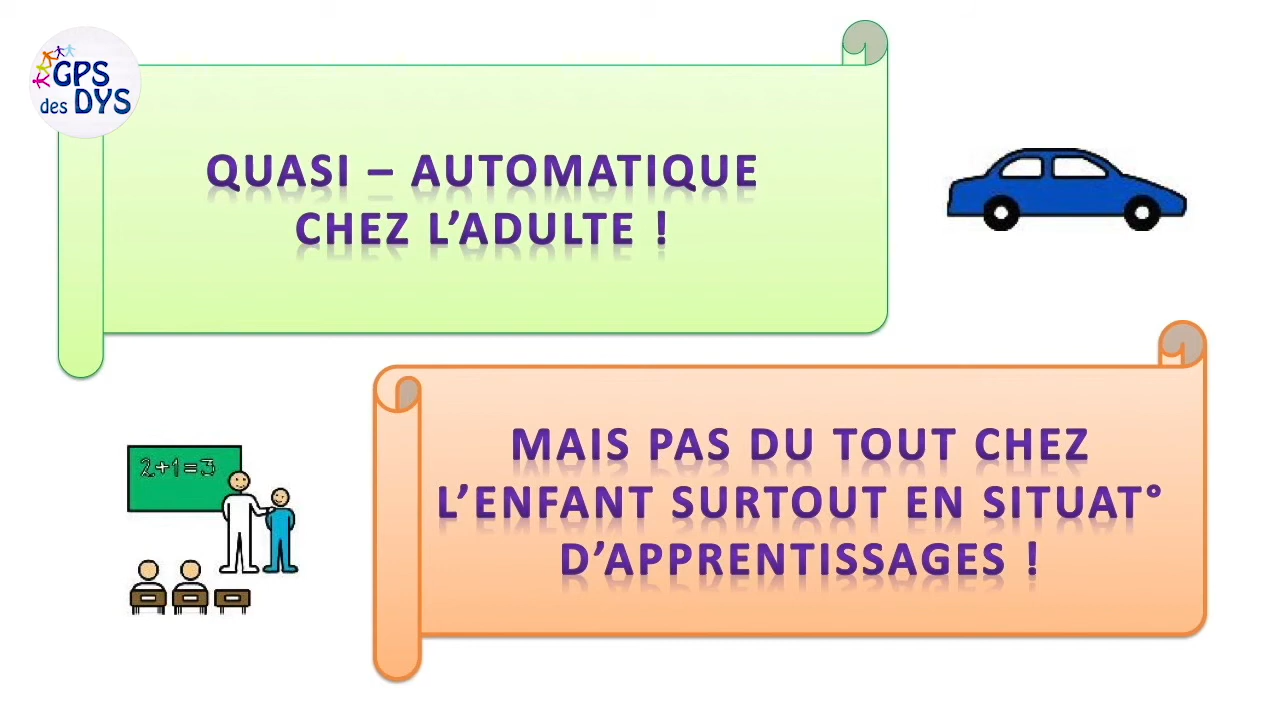 GPS
des DYS
QUASI – AUTOMATIQUE
CHEZ L’ADULTE !
MAIS PAS DU TOUT CHEZ
L’ENFANT SURTOUT EN SITUAT°
D’APPRENTISSAGES !
2+1=3